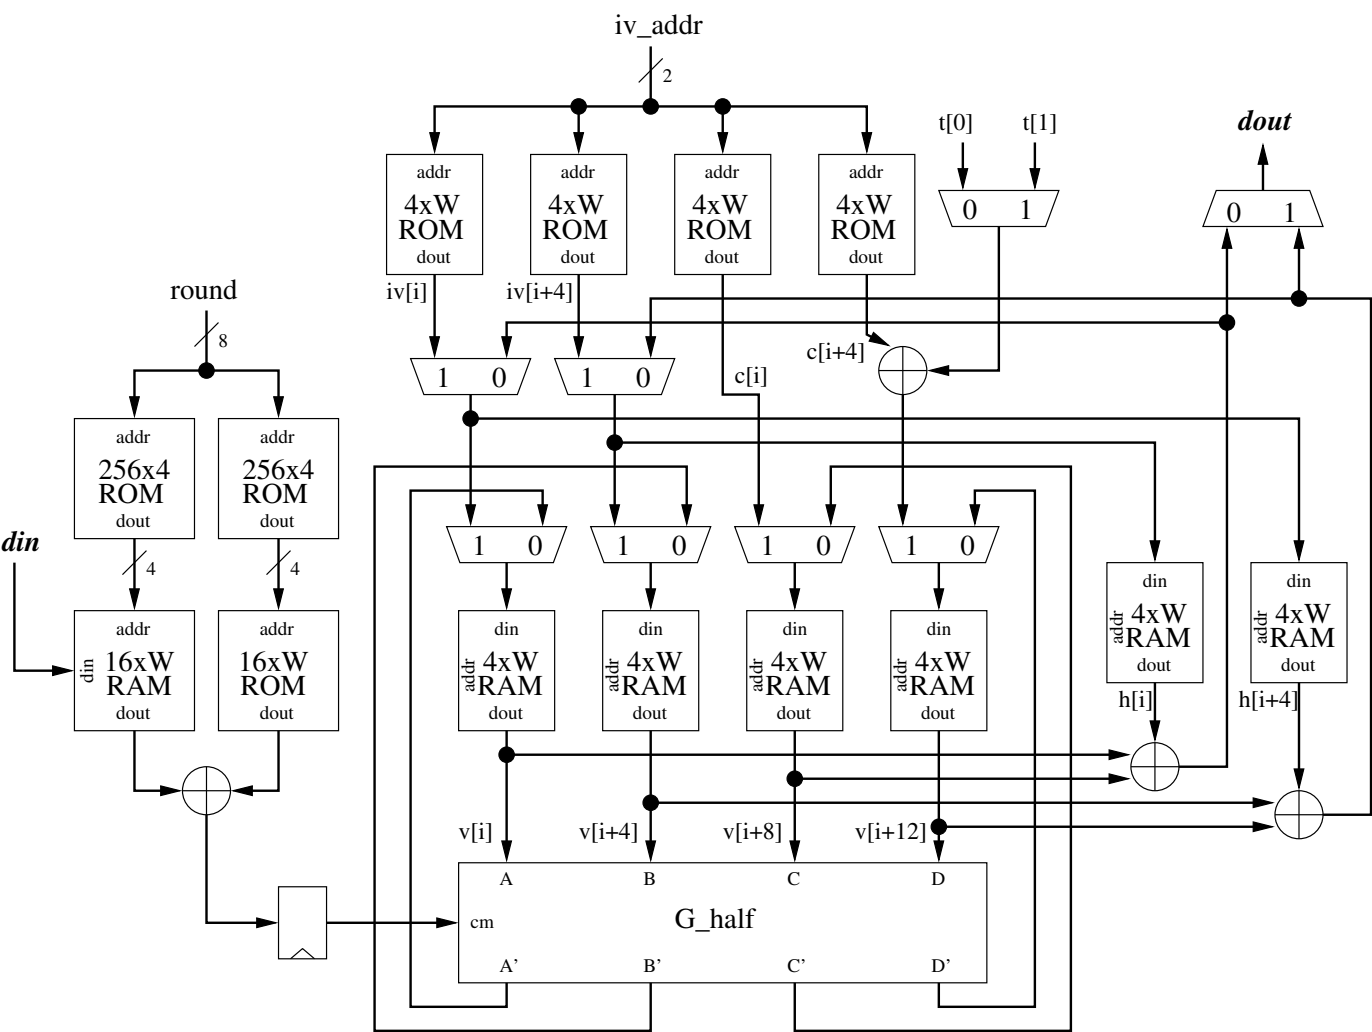 iv_addr
2
t[0] t[1]
dout
addr addr addr addr
4xW 4xW 4xW 4xW
ROM ROM ROM ROM
dout dout dout dout
0 1
0 1
iv[i] iv[i+4]
round
8
c[i+4]
c[i]
1 0 1 0
addr addr
256x4 256x4
ROM ROM
dout dout
din
4 4
1 0 1 0 1 0 1 0
din din
addr 4xW addr 4xW
RAM RAM
dout dout
h[i] h[i+4]
addr addr
din 16xW 16xW
RAM ROM
dout dout
din din din din
addr 4xW addr 4xW addr 4xW addr 4xW
RAM RAM RAM RAM
dout dout dout dout
v[i] v[i+4] v[i+8] v[i+12]
A B C D
cm G_half
A' B' C' D'